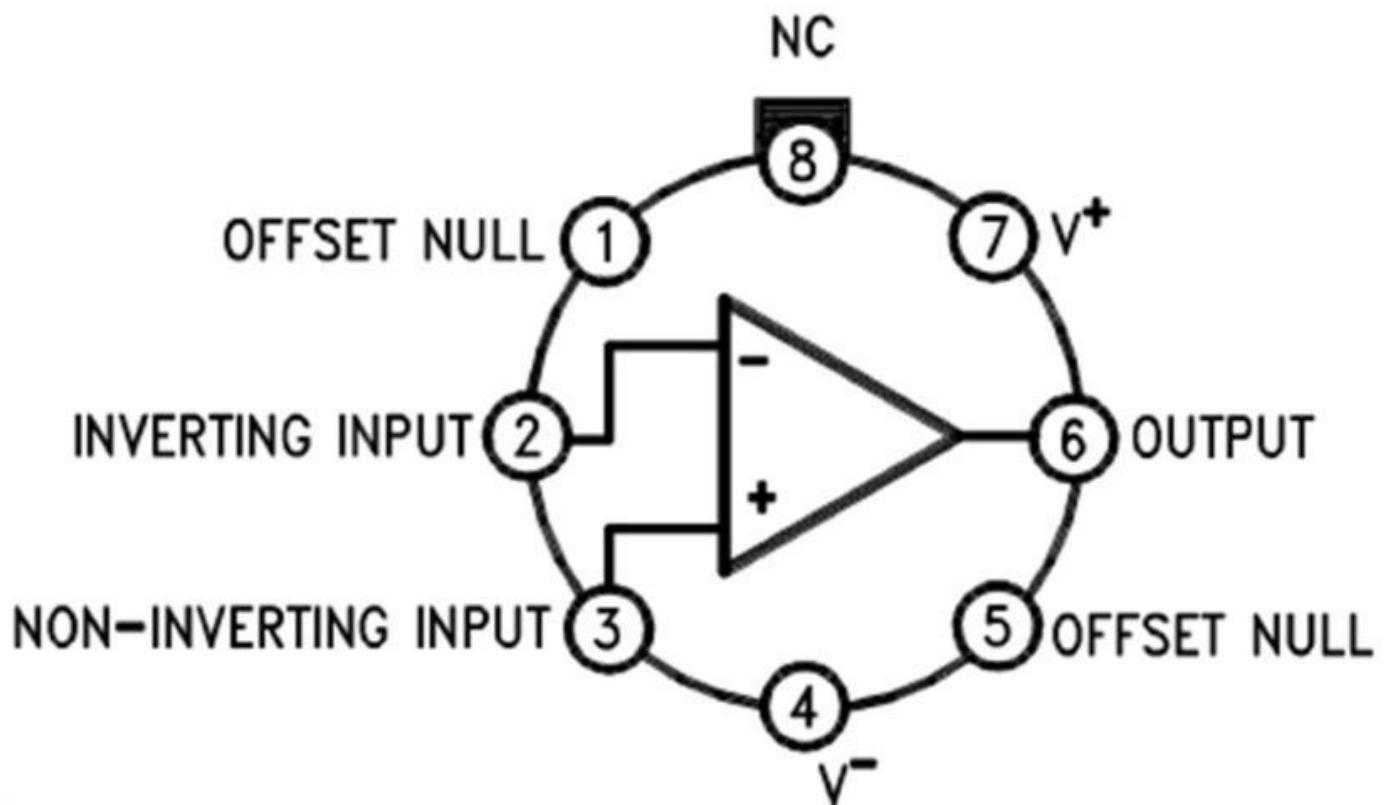 NC
8
OFFSET NULL 1
7 V+
-
INVERTING INPUT 2
6 OUTPUT
+
NON-INVERTING INPUT 3
5 OFFSET NULL
4
V-